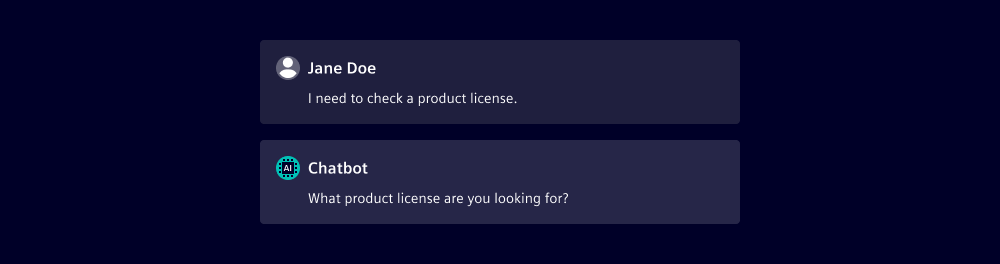 Jane Doe
I need to check a product license.
AI
Chatbot
What product license are you looking for?